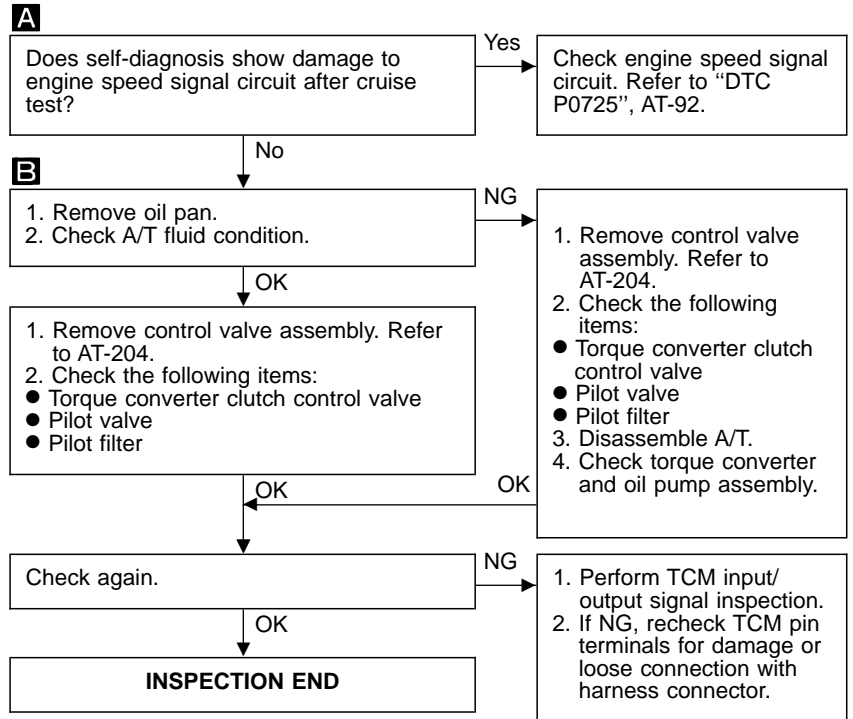 A
Does self-diagnosis show damage to
engine speed signal circuit after cruise
test?
Yes
Check engine speed signal
circuit. Refer to “DTC
P0725’’, AT-92.
No
B
1. Remove oil pan.
2. Check A/T fluid condition.
NG
1. Remove control valve
assembly. Refer to
AT-204.
2. Check the following
items:
● Torque converter clutch
control valve
● Pilot valve
● Pilot filter
3. Disassemble A/T.
4. Check torque converter
and oil pump assembly.
OK
1. Remove control valve assembly. Refer
to AT-204.
2. Check the following items:
● Torque converter clutch control valve
● Pilot valve
● Pilot filter
OK
OK
Check again.
NG
1. Perform TCM input/
output signal inspection.
2. If NG, recheck TCM pin
terminals for damage or
loose connection with
harness connector.
OK
INSPECTION END